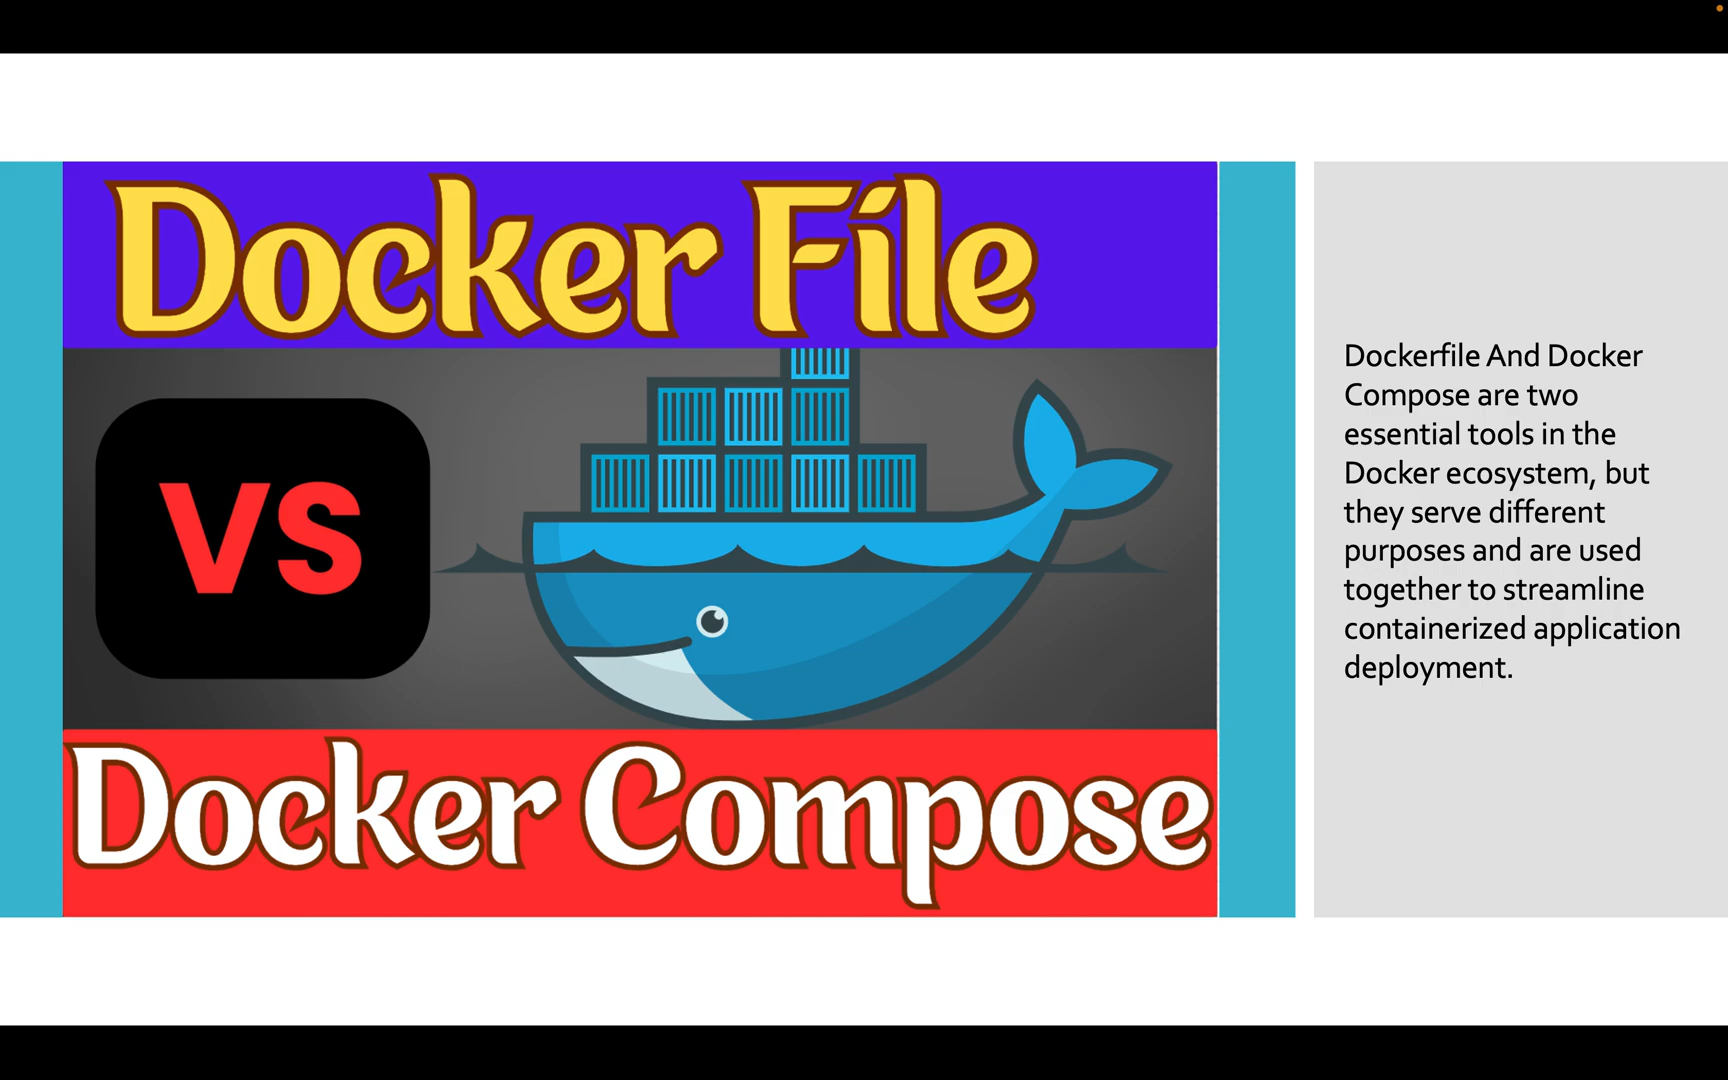 Docker File
VS
Docker Compose
Dockerfile And Docker
Compose are two
essential tools in the
Docker ecosystem, but
they serve different
purposes and are used
together to streamline
containerized application
deployment.